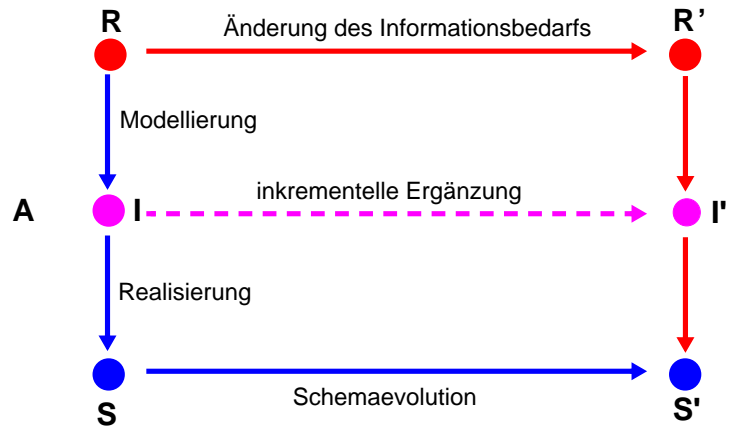 R
Änderung des Informationsbedarfs
R’
Modellierung
A
I
inkrementelle Ergänzung
I'
Realisierung
S
Schemaevolution
S'